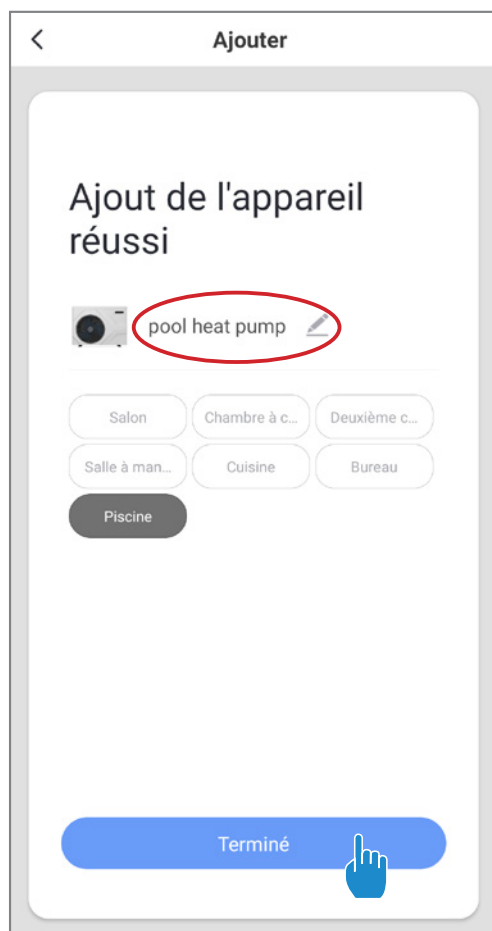 Ajouter
Ajout de l'appareil
réussi
pool heat pump
Salon
Chambre à c...
Deuxième c...
Salle à man...
Cuisine
Bureau
Piscine
Terminé